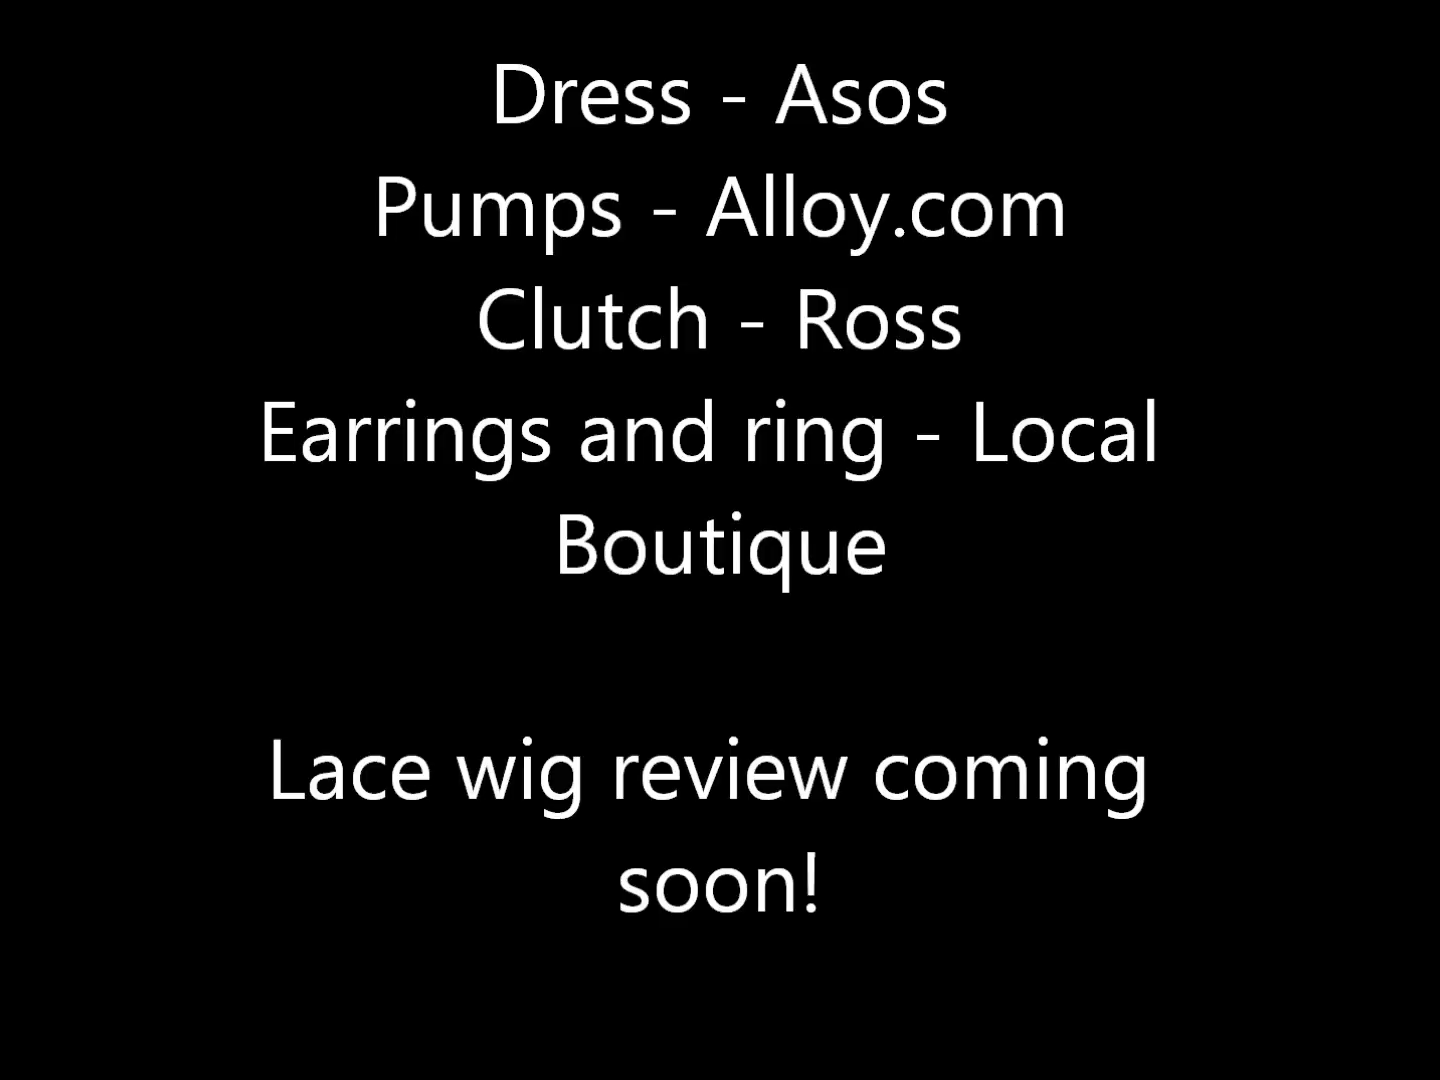 Dress - Asos
Pumps - Alloy.com
Clutch - Ross
Earrings and ring - Local
Boutique
Lace wig review coming
soon!